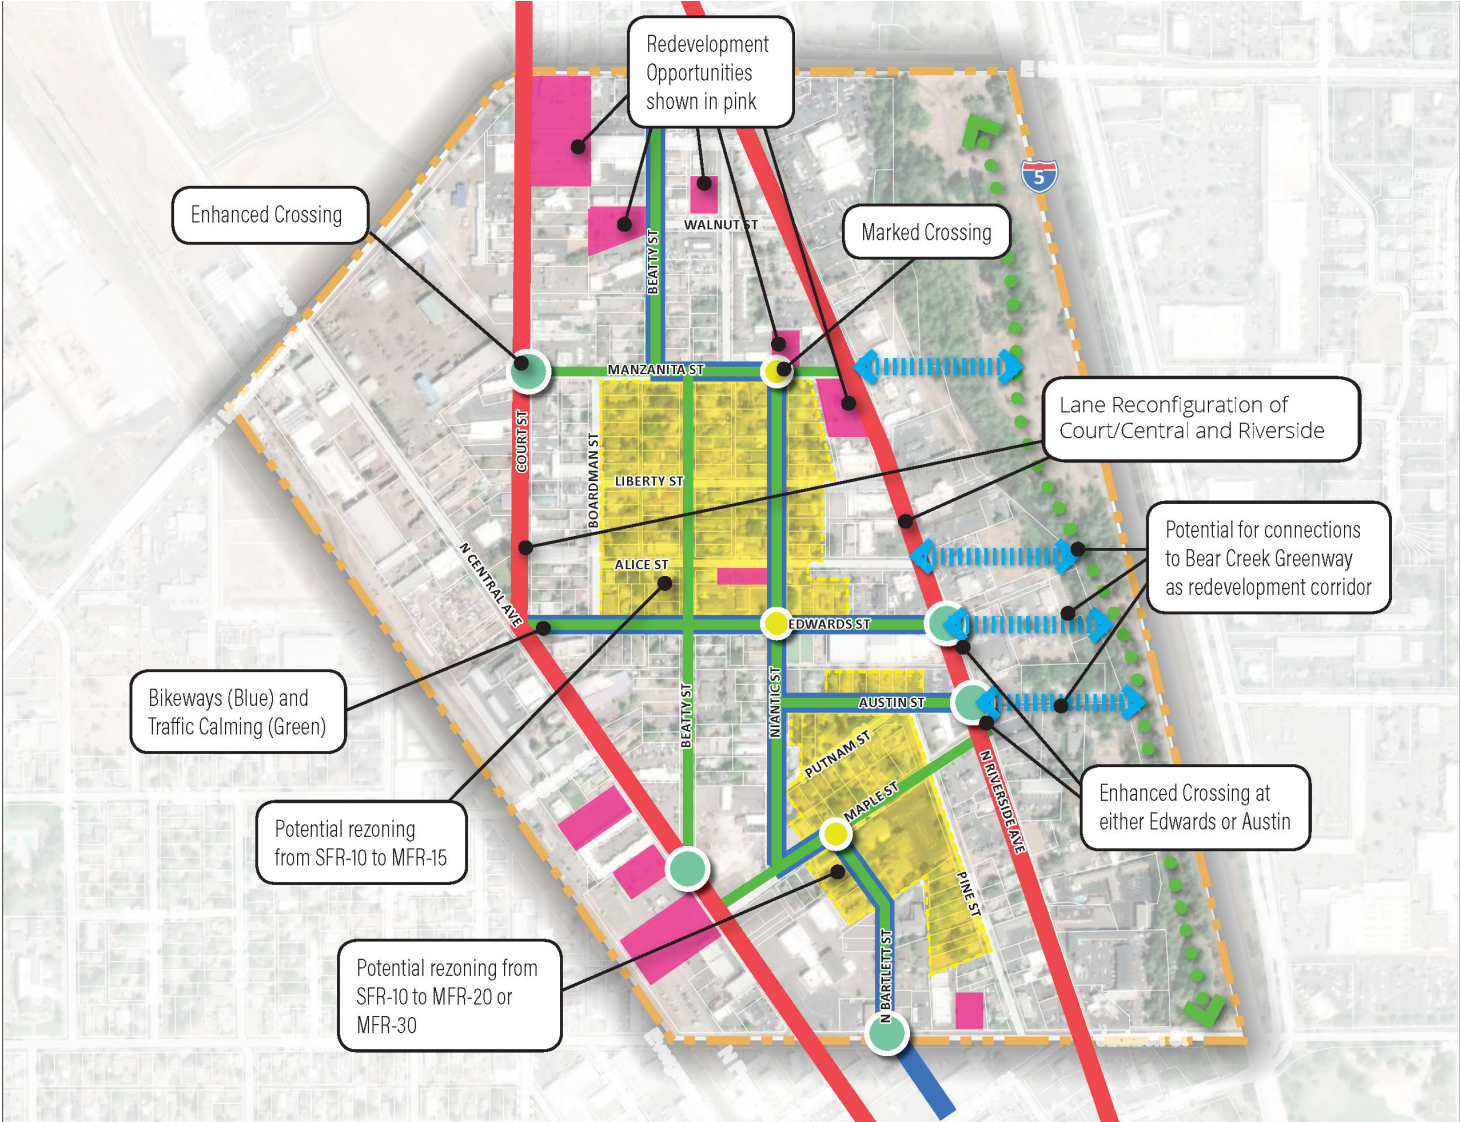 Redevelopment
Opportunities
shown in pink
5
Enhanced Crossing
WALNUT ST
Marked Crossing
BEATTY ST
MANZANITA ST
Lane Reconfiguration of
Court/Central and Riverside
COURT ST
BOARDMAN ST
LIBERTY ST
Potential for connections
to Bear Creek Greenway
as redevelopment corridor
ALICE ST
N CENTRAL AVE
EDWARDS ST
Bikeways (Blue) and
Traffic Calming (Green)
BEATTY ST
NIANTIC ST
AUSTIN ST
PUTNAM ST
MAPLE ST
N RIVERSIDE AVE
Enhanced Crossing at
either Edwards or Austin
Potential rezoning
from SFR-10 to MFR-15
PINE ST
N BARTLETT ST
Potential rezoning from
SFR-10 to MFR-20 or
MFR-30